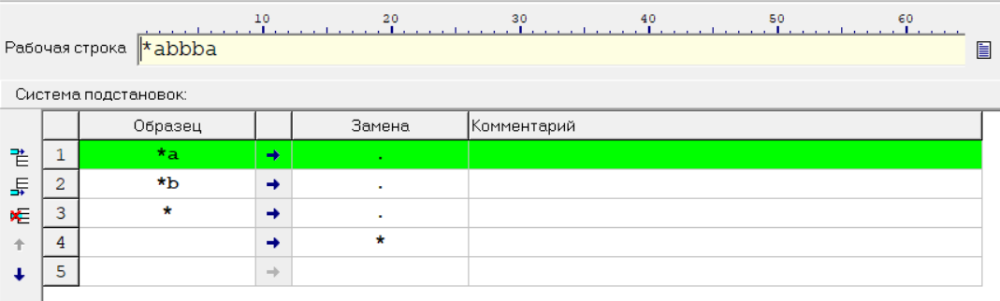 10 20 30 40 50 60
Рабочая строка *abbba
Система подстановок:
Образец Замена Комментарий
1 *a → .
2 *b → .
3 * → .
4 → *
5 →